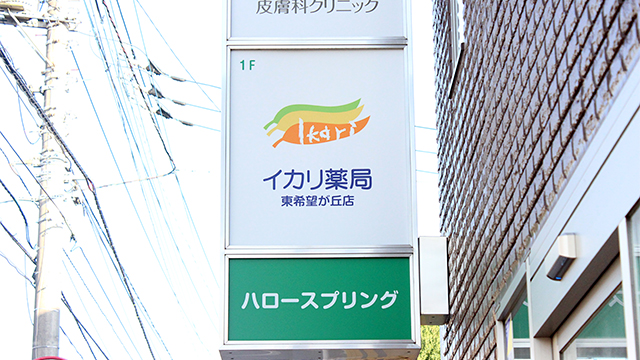 皮膚科クリニック
1F
Ikari
イカリ薬局
東希望が丘店
ハロースプリング